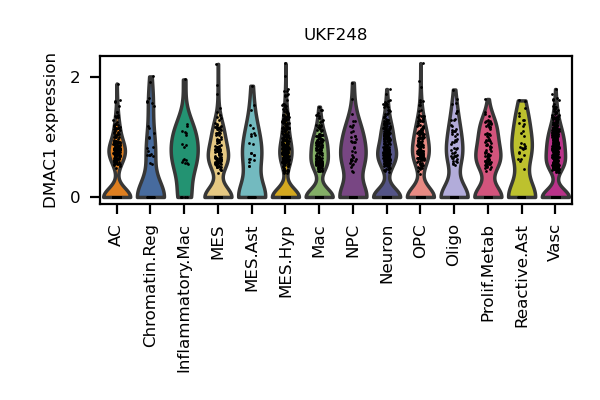 UKF248
DMAC1 expression
2
0
AC
Chromatin.Reg
Inflammatory.Mac
MES
MES.Ast
MES.Hyp
Mac
NPC
Neuron
OPC
Oligo
Prolif.Metab
Reactive.Ast
Vasc